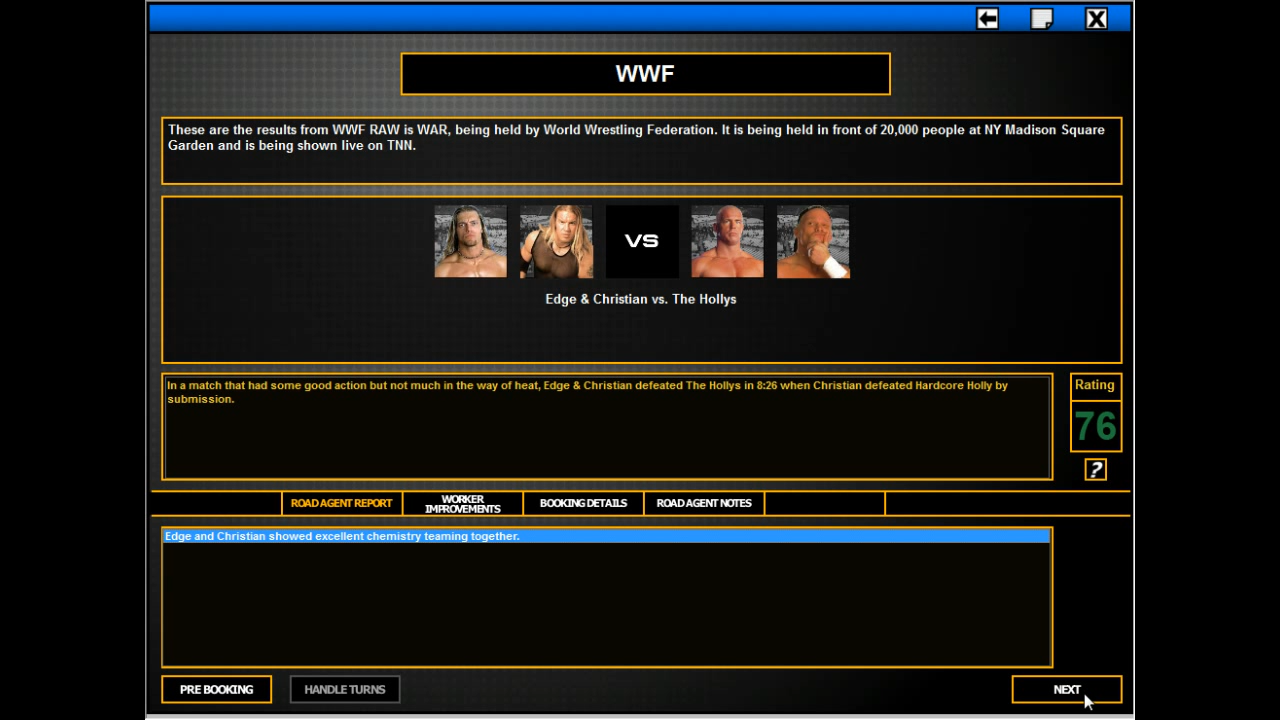 WWF
These are the results from WWF RAW is WAR, being held by World Wrestling Federation. It is being held in front of 20,000 people at NY Madison Square
Garden and is being shown live on TNN.
VS
Edge & Christian vs. The Hollys
In a match that had some good action but not much in the way of heat, Edge & Christian defeated The Hollys in 8:26 when Christian defeated Hardcore Holly by
submission.
Rating
76
?
ROAD AGENT REPORT
WORKER
IMPROVEMENTS
BOOKING DETAILS
ROAD AGENT NOTES
Edge and Christian showed excellent chemistry teaming together.
PRE BOOKING
HANDLE TURNS
NEXT